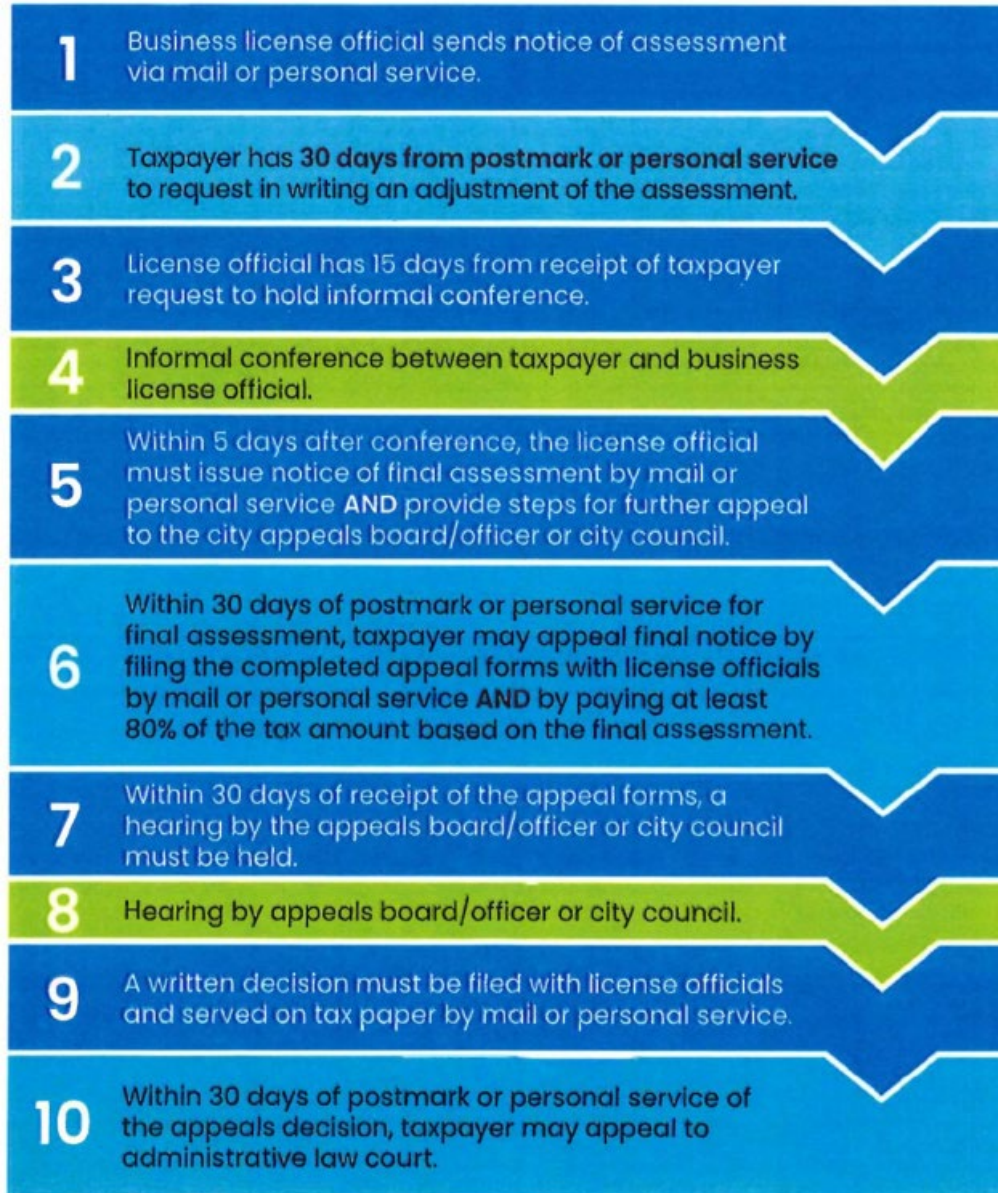 1
Business license official sends notice of assessment
via mail or personal service.
2
Taxpayer has 30 days from postmark or personal service
to request in writing an adjustment of the assessment.
3
License official has 15 days from receipt of taxpayer
request to hold informal conference.
4
Informal conference between taxpayer and business
license official.
5
Within 5 days after conference, the license official
must issue notice of final assessment by mail or
personal service AND provide steps for further appeal
to the city appeals board/officer or city council.
6
Within 30 days of postmark or personal service for
final assessment, taxpayer may appeal final notice by
filing the completed appeal forms with license officials
by mail or personal service AND by paying at least
80% of the tax amount based on the final assessment.
7
Within 30 days of receipt of the appeal forms, a
hearing by the appeals board/officer or city council
must be held.
8
Hearing by appeals board/officer or city council.
9
A written decision must be filed with license officials
and served on tax paper by mail or personal service.
10
Within 30 days of postmark or personal service of
the appeals decision, taxpayer may appeal to
administrative law court.